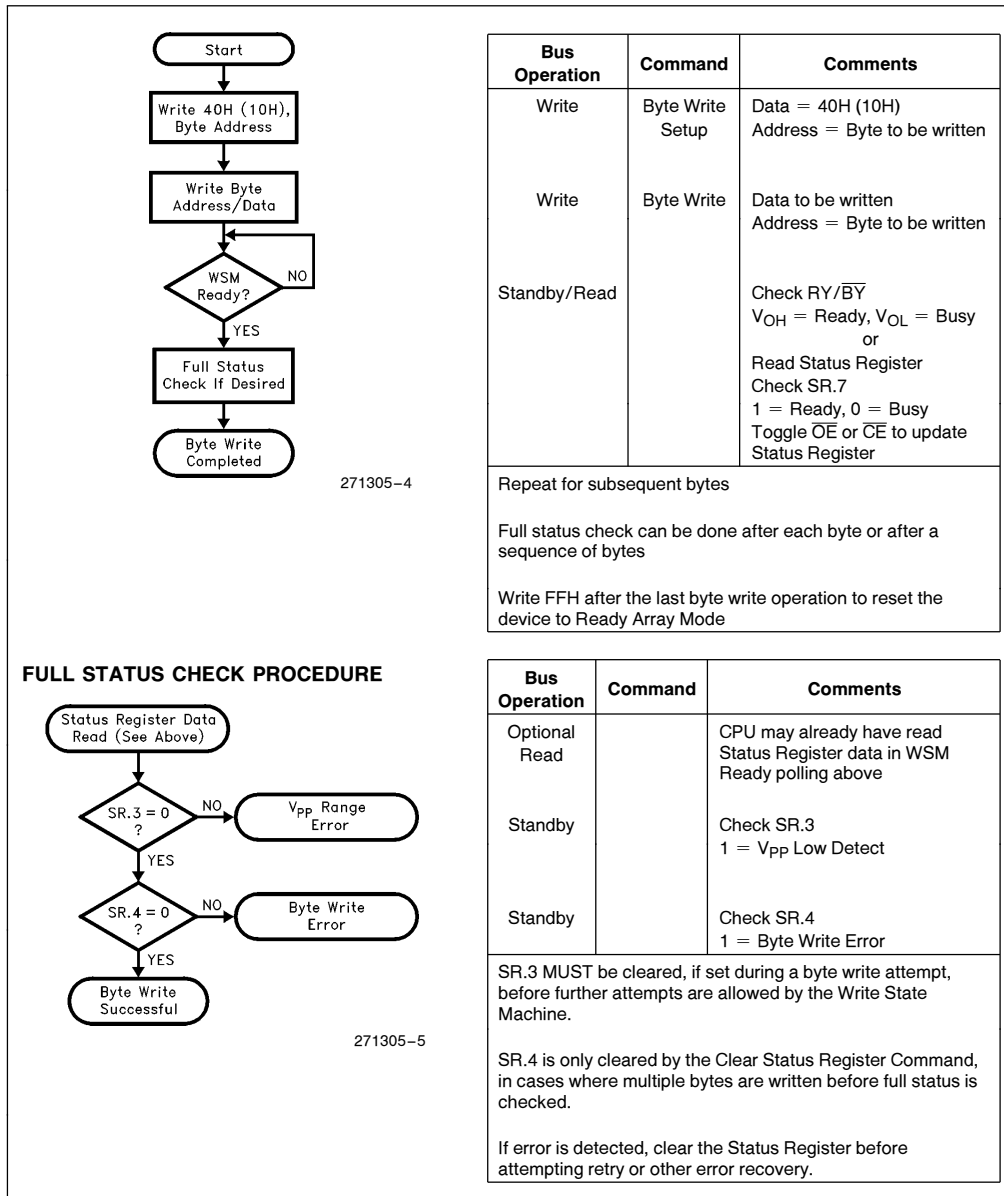 Start
Write 40H (10H),
Byte Address
Write Byte
Address/Data
WSM
Ready?
NO
YES
Full Status
Check If Desired
Byte Write
Completed
271305–4
Bus
Operation
Command
Comments
Write
Byte Write
Setup
Data = 40H (10H)
Address = Byte to be written
Write
Byte Write
Data to be written
Address = Byte to be written
Standby/Read
Check RY/B̅Y̅
VOH = Ready, VOL = Busy
or
Read Status Register
Check SR.7
1 = Ready, 0 = Busy
Toggle O̅E̅ or C̅E̅ to update
Status Register
Repeat for subsequent bytes
Full status check can be done after each byte or after a
sequence of bytes
Write FFH after the last byte write operation to reset the
device to Ready Array Mode
FULL STATUS CHECK PROCEDURE
Status Register Data
Read (See Above)
SR.3 = 0
?
NO
VPP Range
Error
YES
SR.4 = 0
?
NO
Byte Write
Error
YES
Byte Write
Successful
271305–5
Bus
Operation
Command
Comments
Optional
Read
CPU may already have read
Status Register data in WSM
Ready polling above
Standby
Check SR.3
1 = VPP Low Detect
Standby
Check SR.4
1 = Byte Write Error
SR.3 MUST be cleared, if set during a byte write attempt,
before further attempts are allowed by the Write State
Machine.
SR.4 is only cleared by the Clear Status Register Command,
in cases where multiple bytes are written before full status is
checked.
If error is detected, clear the Status Register before
attempting retry or other error recovery.